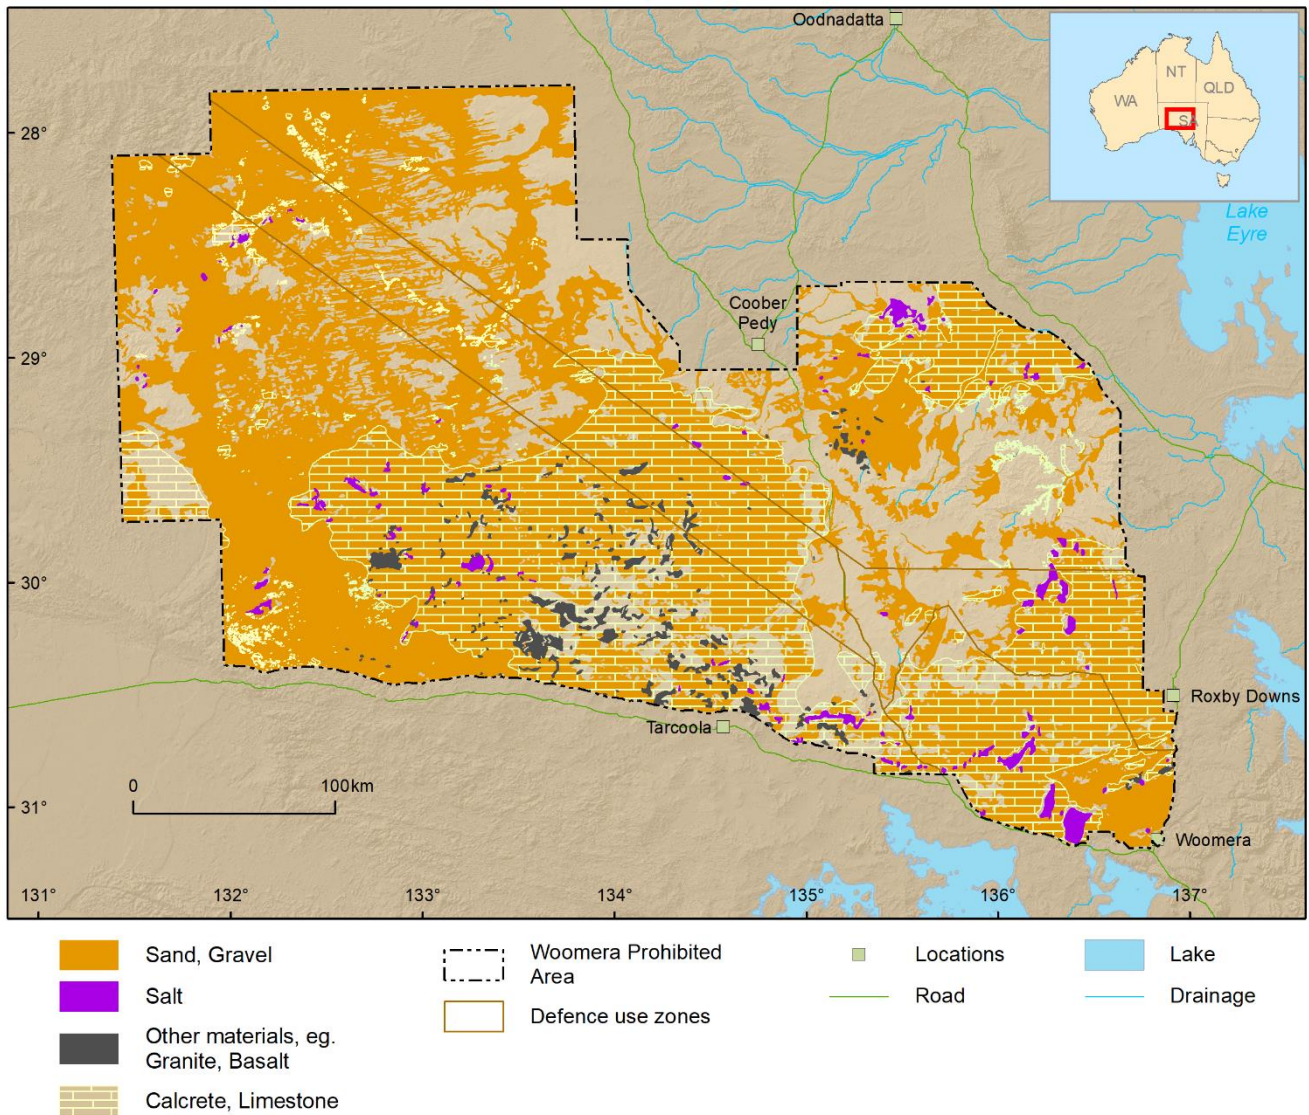 Oodnadatta
NT
WA
QLD
SA
28°
Lake
Eyre
Coober
Pedy
29°
30°
Roxby Downs
Tarcoola
0
100km
31°
Woomera
131°
132°
133°
134°
135°
136°
137°
Sand, Gravel
Salt
Other materials, eg.
Granite, Basalt
Calcrete, Limestone
Woomera Prohibited
Area
Defence use zones
Locations
Road
Lake
Drainage